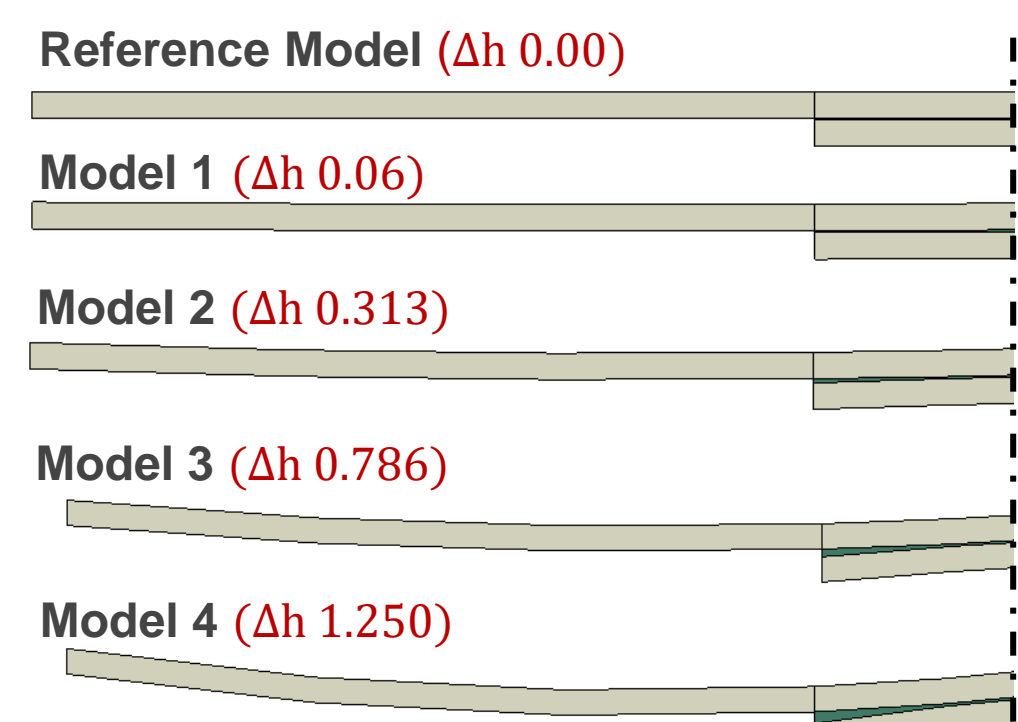 Reference Model (Δh 0.00)
Model 1 (Δh 0.06)
Model 2 (Δh 0.313)
Model 3 (Δh 0.786)
Model 4 (Δh 1.250)